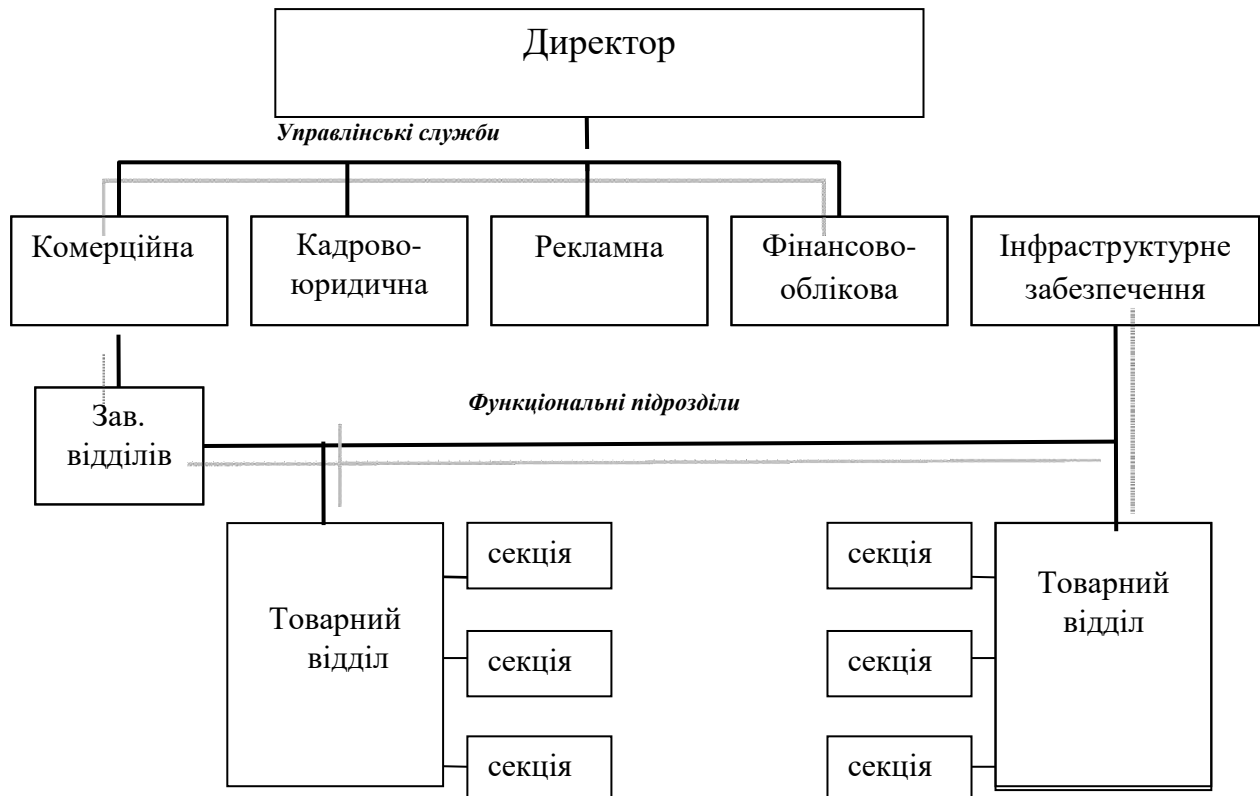 Директор
Управлінські служби
Комерційна
Кадрово-
юридична
Рекламна
Фінансово-
облікова
Інфраструктурне
забезпечення
Зав.
відділів
Функціональні підрозділи
Товарний
відділ
секція
секція
секція
секція
секція
секція
Товарний
відділ